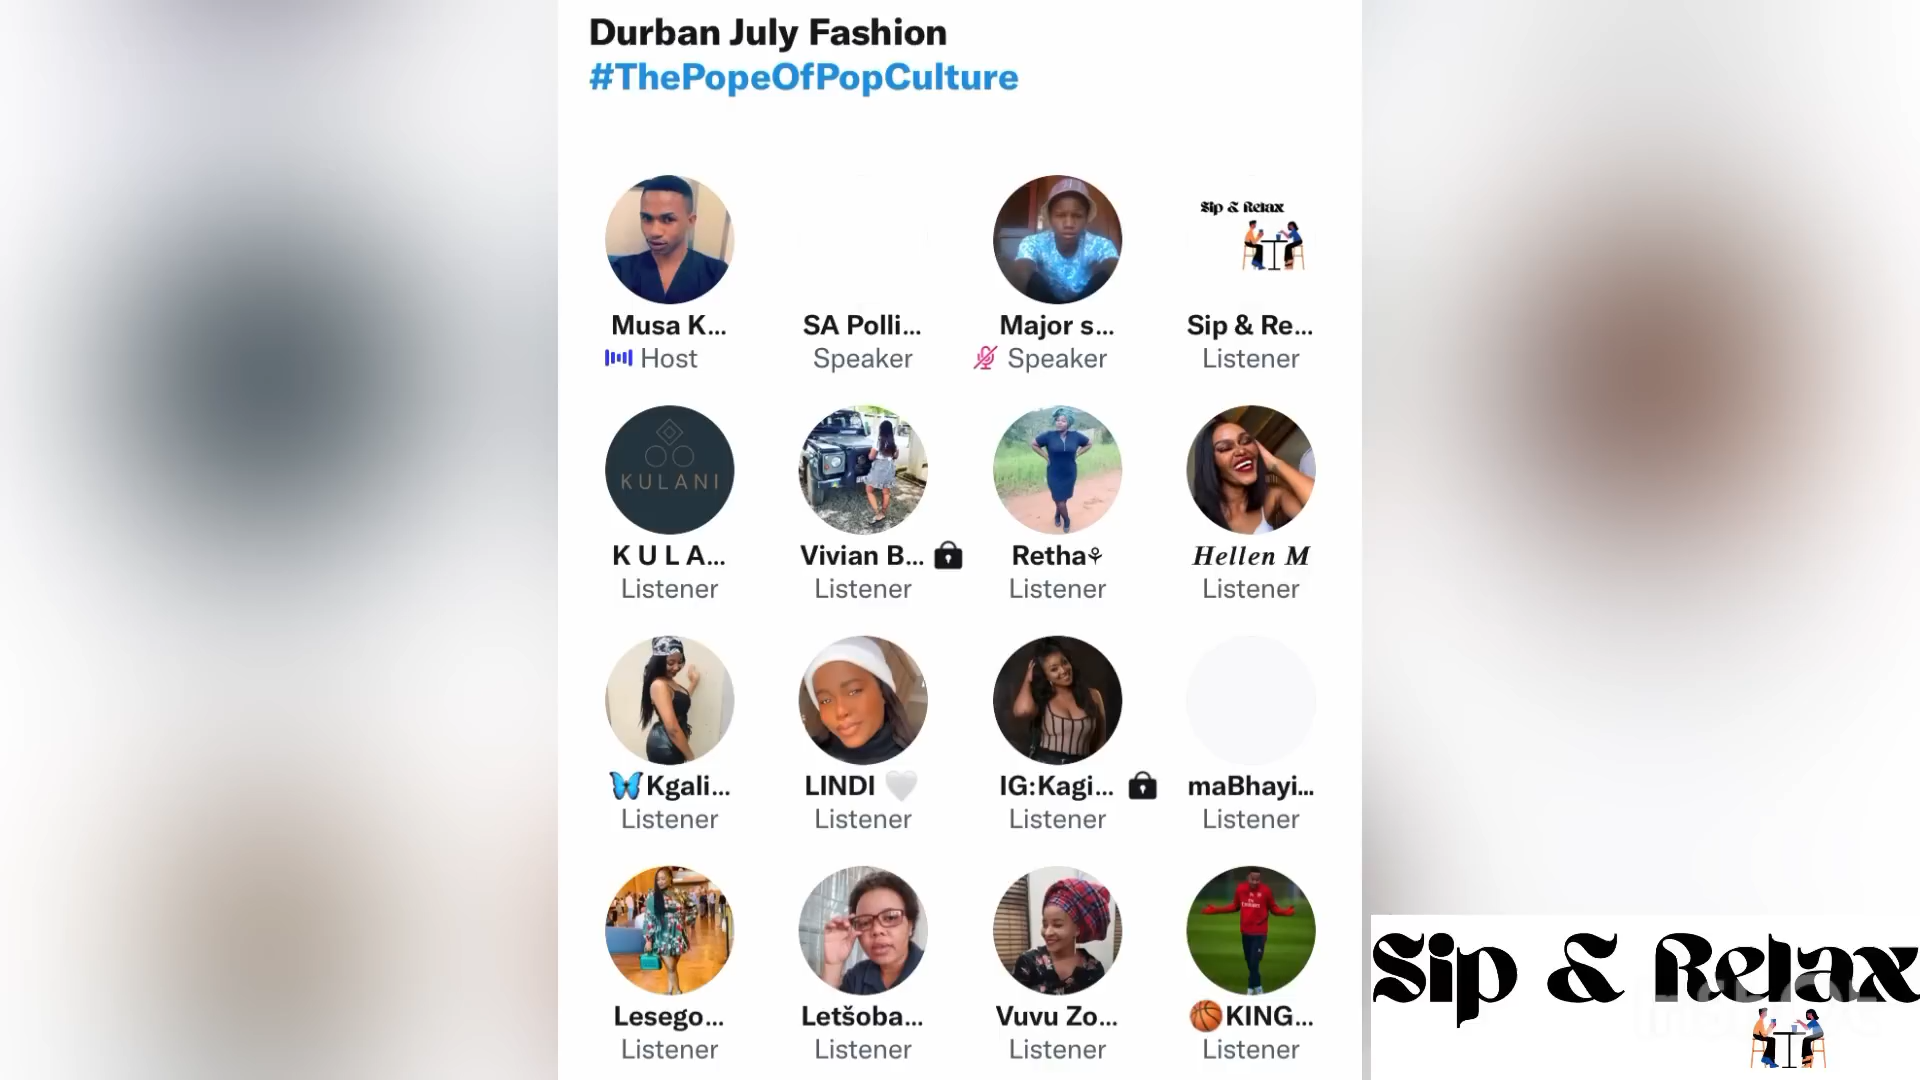 Durban July Fashion
#ThePopeOfPopCulture
Sip & Relax
Musa K... SA Polli... Major s... Sip & Re...
Host Speaker Speaker Listener
KULANI
K U L A... Vivian B... Retha⚘ Hellen M
Listener Listener Listener Listener
🦋Kgali... LINDI 🤍 IG:Kagi... maBhayi...
Listener Listener Listener Listener
Lesego... Letšoba... Vuvu Zo... 🏀KING...
Listener Listener Listener Listener
Sip & Relax